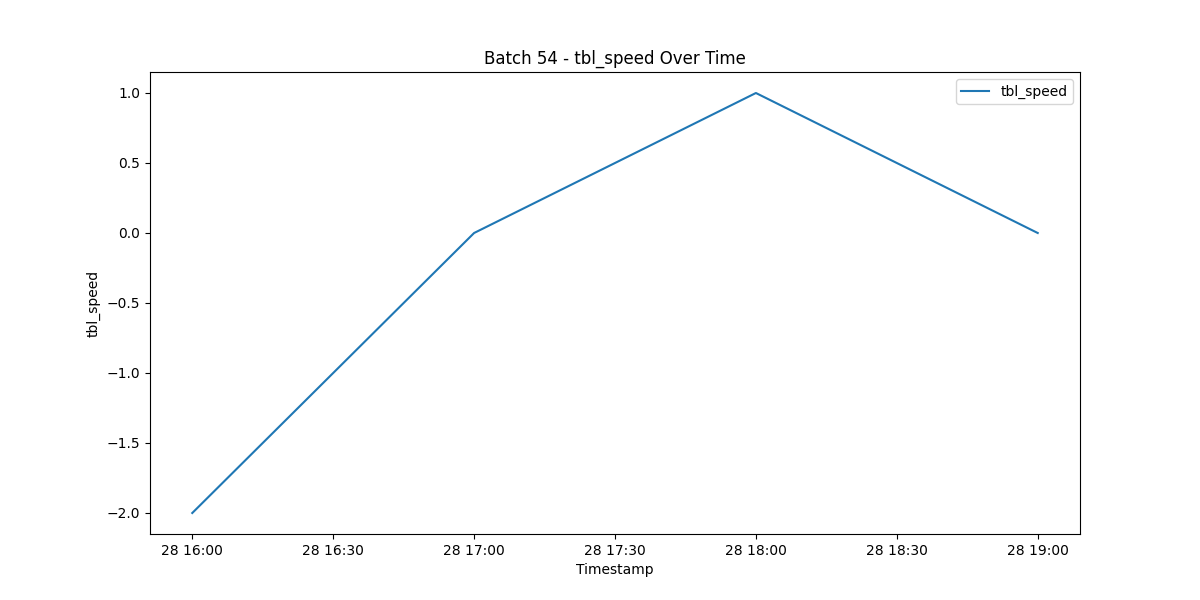 Batch 54 - tbl_speed Over Time
tbl_speed
1.0
0.5
0.0
−0.5
−1.0
−1.5
−2.0
tbl_speed
28 16:00 28 16:30 28 17:00 28 17:30 28 18:00 28 18:30 28 19:00
Timestamp